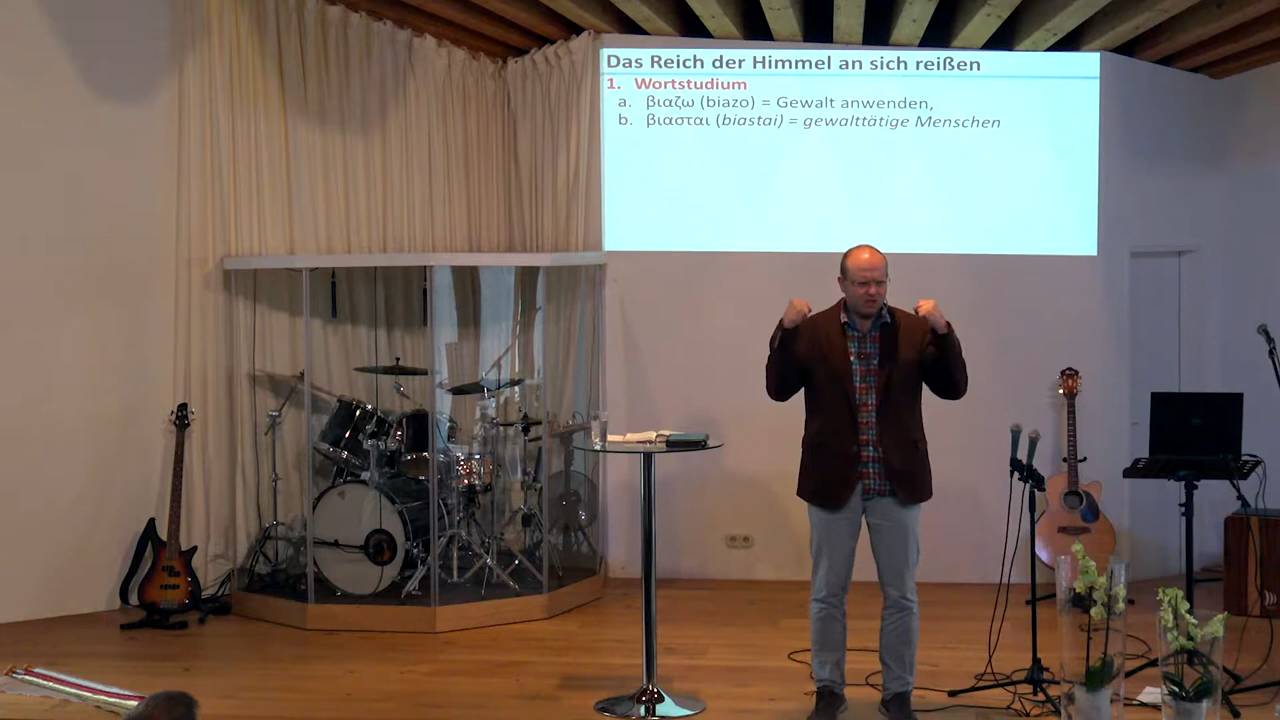 Das Reich der Himmel an sich reißen
1. Wortstudium
a. βιαζω (biazo) = Gewalt anwenden,
b. βιασται (biastai) = gewalttätige Menschen